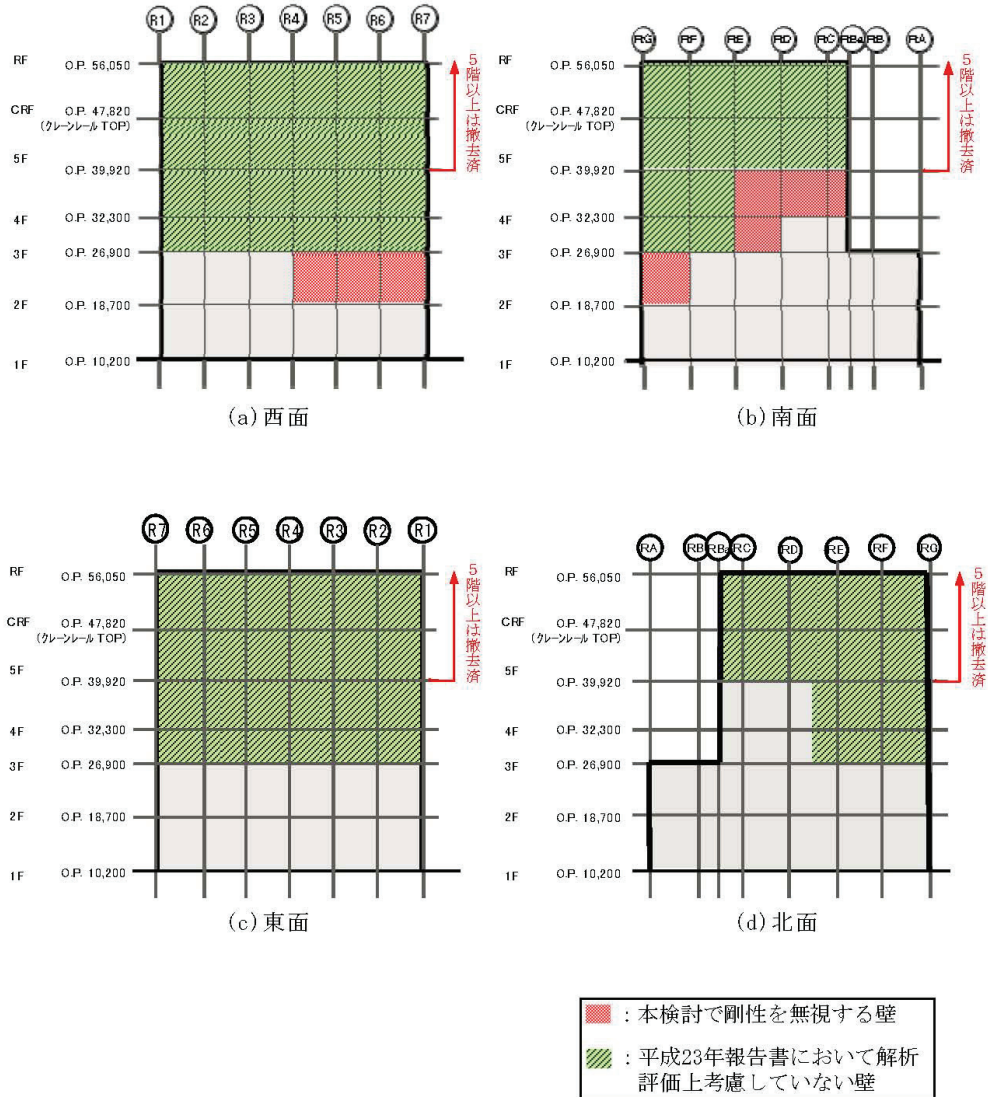 R1 R2 R3 R4 R5 R6 R7
RF O.P. 56,050
CRF O.P. 47,820
(クレーンレール TOP)
5F O.P. 39,920
4F O.P. 32,300
3F O.P. 26,900
2F O.P. 18,700
1F O.P. 10,200
5階以上は撤去済
(a)西面
RG RF RE RD RC RBa RB RA
RF O.P. 56,050
CRF O.P. 47,820
(クレーンレール TOP)
5F O.P. 39,920
4F O.P. 32,300
3F O.P. 26,900
2F O.P. 18,700
1F O.P. 10,200
5階以上は撤去済
(b)南面
R7 R6 R5 R4 R3 R2 R1
RF O.P. 56,050
CRF O.P. 47,820
(クレーンレール TOP)
5F O.P. 39,920
4F O.P. 32,300
3F O.P. 26,900
2F O.P. 18,700
1F O.P. 10,200
5階以上は撤去済
(c)東面
RA RB RBa RC RD RE RF RG
RF O.P. 56,050
CRF O.P. 47,820
(クレーンレール TOP)
5F O.P. 39,920
4F O.P. 32,300
3F O.P. 26,900
2F O.P. 18,700
1F O.P. 10,200
5階以上は撤去済
(d)北面
：本検討で剛性を無視する壁
：平成23年報告書において解析
評価上考慮していない壁